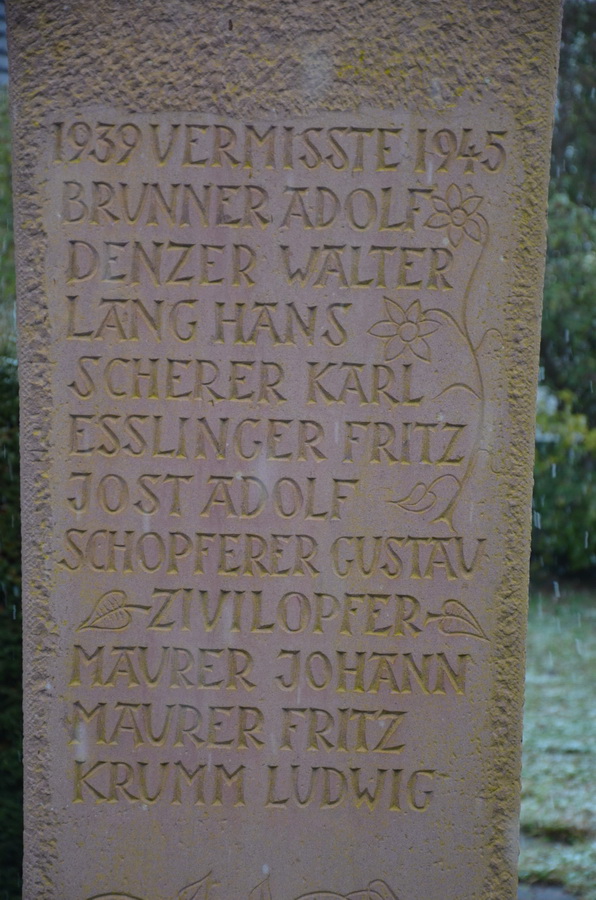 1939 VERMISSTE 1945
BRUNNER ADOLF
DENZER WALTER
LANG HANS
SCHERER KARL
ESSLINGER FRITZ
JOST ADOLF
SCHOPFERER GUSTAV
ZIVILOPFER
MAURER JOHANN
MAURER FRITZ
KRUMM LUDWIG